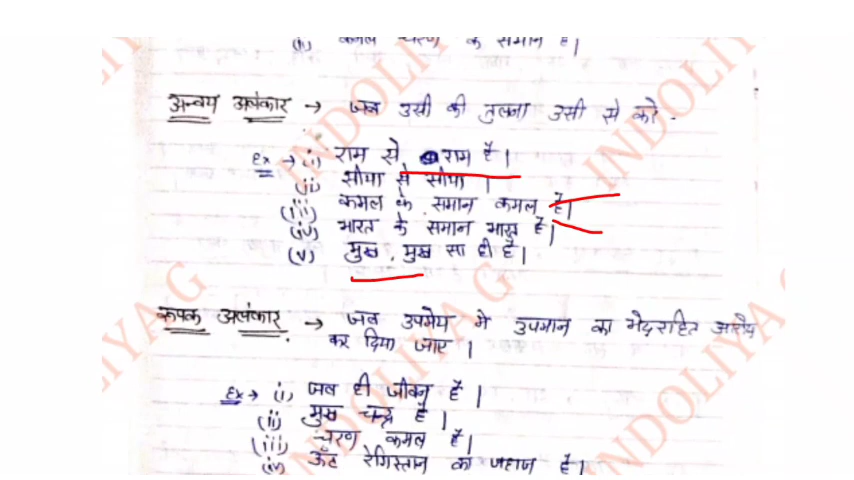 (iv) कमल चरण के समान है।
अन्वय अलंकार → जब उसी की तुलना उसी से करे -
Ex → (i) राम से राम है।
(ii) सीया से सीया ।
(iii) कमल के समान कमल है।
(iv) भारत के समान भारत है।
(v) मुख, मुख सा ही है।
रूपक अलंकार → जब उपमेय मे उपमान का भेदरहित आरोप
कर दिया जाए ।
Ex → (i) जल ही जीवन है।
(ii) मुख चन्द्र है।
(iii) चरण कमल है।
(iv) ऊँट रेगिस्तान का जहाज है।
INDOLIYA G